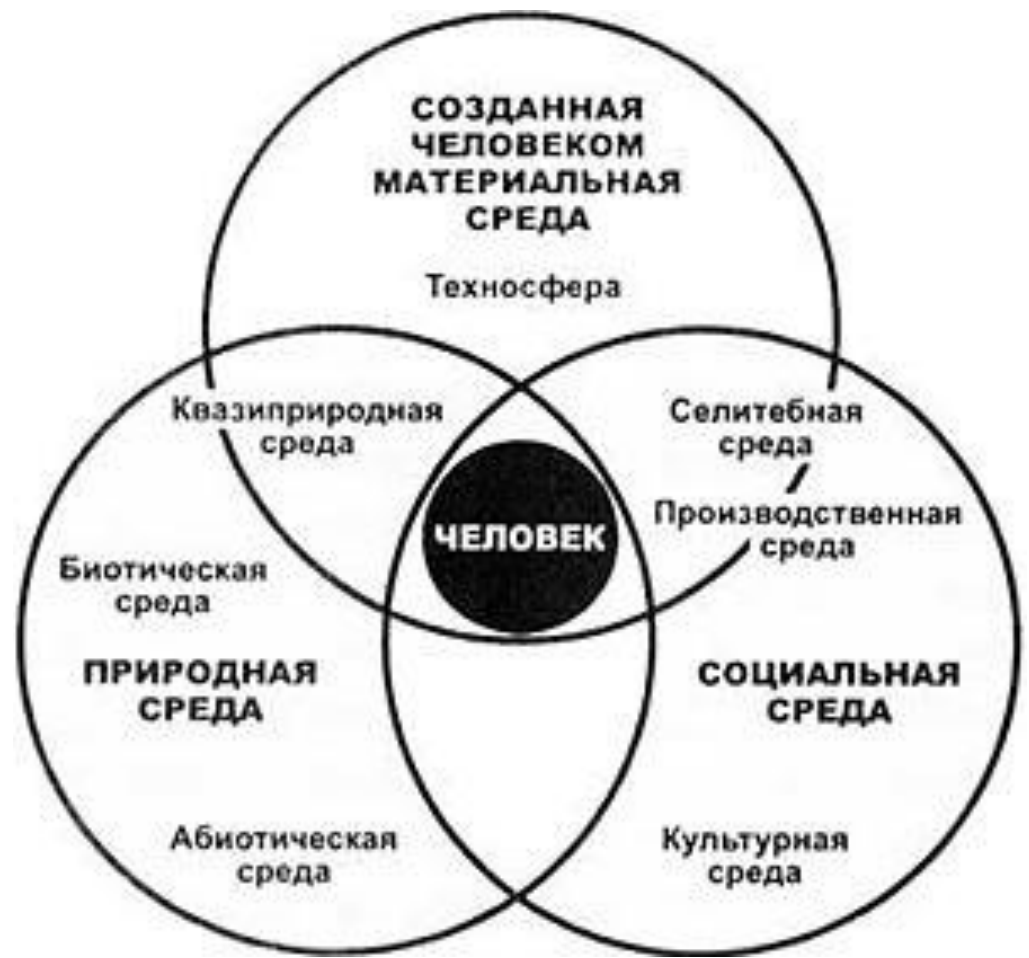 СОЗДАННАЯ
ЧЕЛОВЕКОМ
МАТЕРИАЛЬНАЯ
СРЕДА
Техносфера
Квазиприродная
среда
Селитебная
среда
Производственная
среда
ЧЕЛОВЕК
Биотическая
среда
ПРИРОДНАЯ
СРЕДА
СОЦИАЛЬНАЯ
СРЕДА
Абиотическая
среда
Культурная
среда